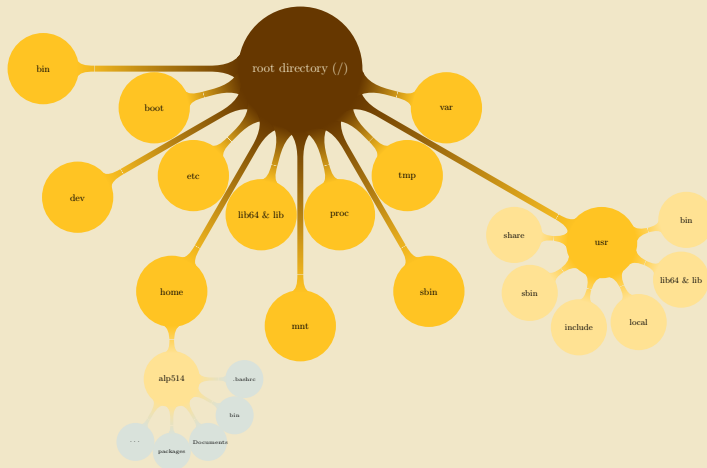 root directory (/)
bin
boot
var
dev
etc
tmp
lib64 & lib
proc
home
mnt
sbin
usr
share
bin
sbin
lib64 & lib
include
local
alp514
.bashrc
bin
Documents
packages
...